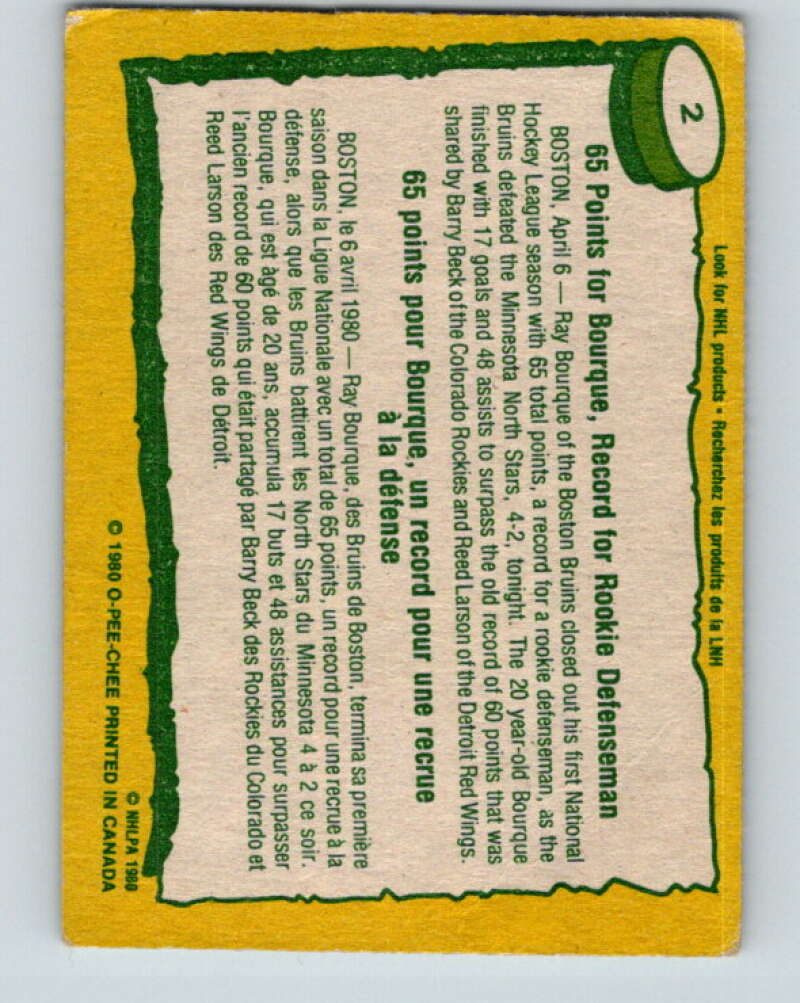 2
Look for NHL products • Recherchez les produits de la LNH
65 Points for Bourque, Record for Rookie Defenseman
BOSTON, April 6 — Ray Bourque of the Boston Bruins closed out his first National
Hockey League season with 65 total points, a record for a rookie defenseman, as the
Bruins defeated the Minnesota North Stars, 4-2, tonight. The 20 year-old Bourque
finished with 17 goals and 48 assists to surpass the old record of 60 points that was
shared by Barry Beck of the Colorado Rockies and Reed Larson of the Detroit Red Wings.
65 points pour Bourque, un record pour une recrue
à la défense
BOSTON, le 6 avril 1980 — Ray Bourque, des Bruins de Boston, termina sa première
saison dans la Ligue Nationale avec un total de 65 points, un record pour une recrue à la
défense, alors que les Bruins battirent les North Stars du Minnesota 4 à 2 ce soir.
Bourque, qui est âgé de 20 ans, accumula 17 buts et 48 assistances pour surpasser
l'ancien record de 60 points qui était partagé par Barry Beck des Rockies du Colorado et
Reed Larson des Red Wings de Détroit.
© NHLPA 1980
© 1980 O-PEE-CHEE PRINTED IN CANADA